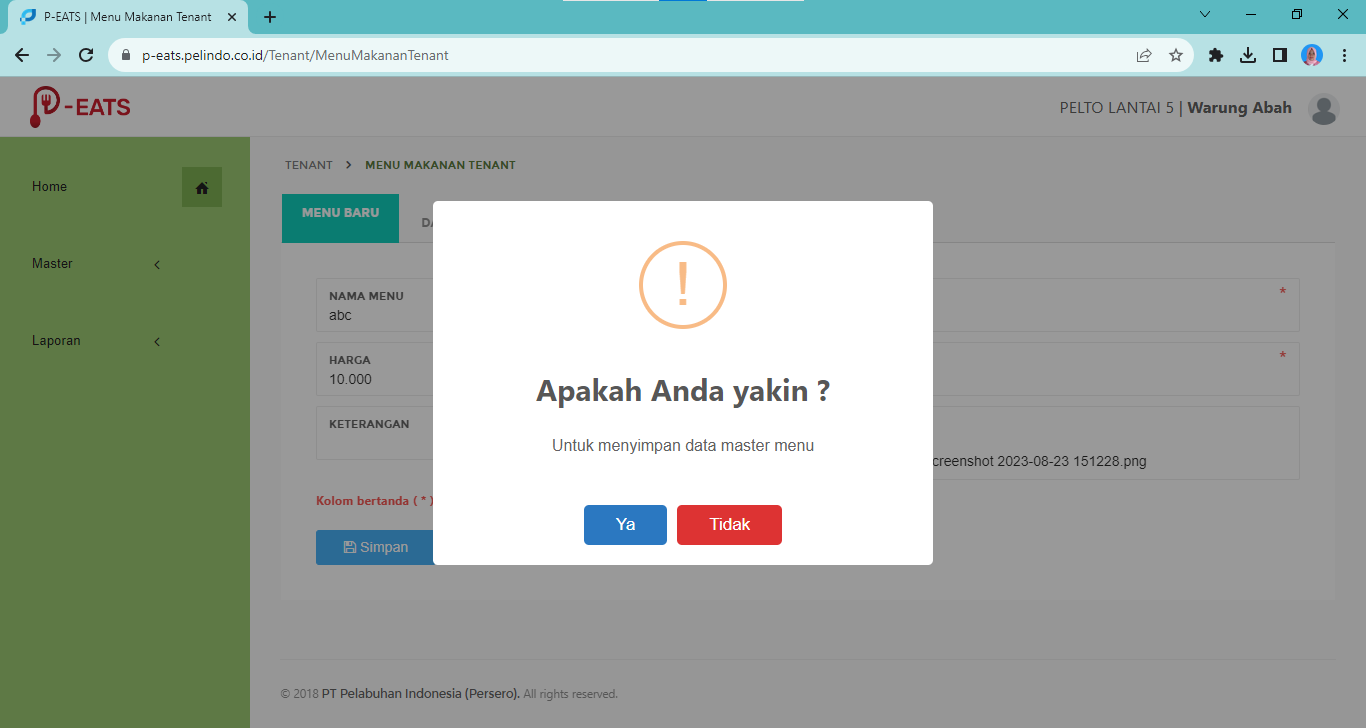 P-EATS | Menu Makanan Tenant
p-eats.pelindo.co.id/Tenant/MenuMakananTenant
P-EATS
PELTO LANTAI 5 | Warung Abah
Home
Master
Laporan
TENANT > MENU MAKANAN TENANT
MENU BARU
NAMA MENU
*
abc
HARGA
*
10.000
KETERANGAN
creenshot 2023-08-23 151228.png
Kolom bertanda ( * )
Simpan
!
Apakah Anda yakin ?
Untuk menyimpan data master menu
Ya
Tidak
© 2018 PT Pelabuhan Indonesia (Persero). All rights reserved.